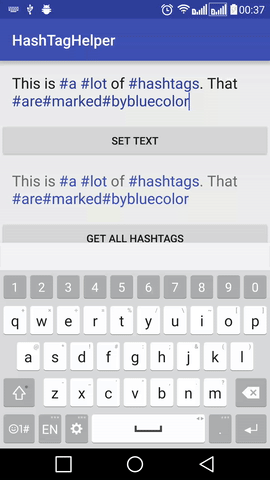 00:37
HashTagHelper
This is #a #lot of #hashtags. That
#are#marked#bybluecolor
SET TEXT
This is #a #lot of #hashtags. That
#are#marked#bybluecolor
GET ALL HASHTAGS
1 2 3 4 5 6 7 8 9 0
q w e r t y u i o p
a s d f g h j k l
z x c v b n m
1# EN .